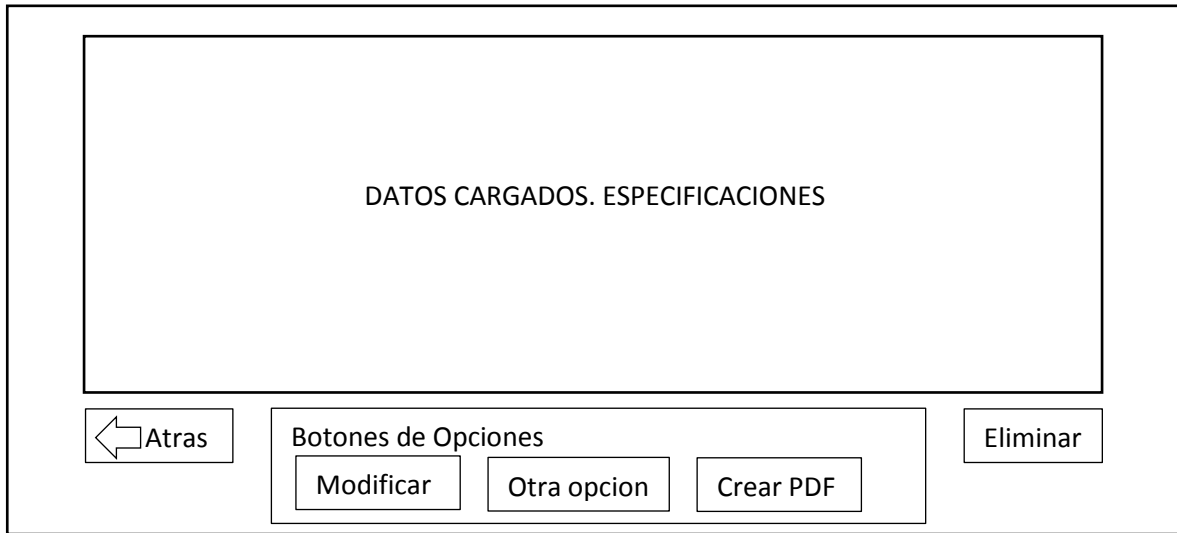 DATOS CARGADOS. ESPECIFICACIONES
Atras
Botones de Opciones
Eliminar
Modificar
Otra opcion
Crear PDF